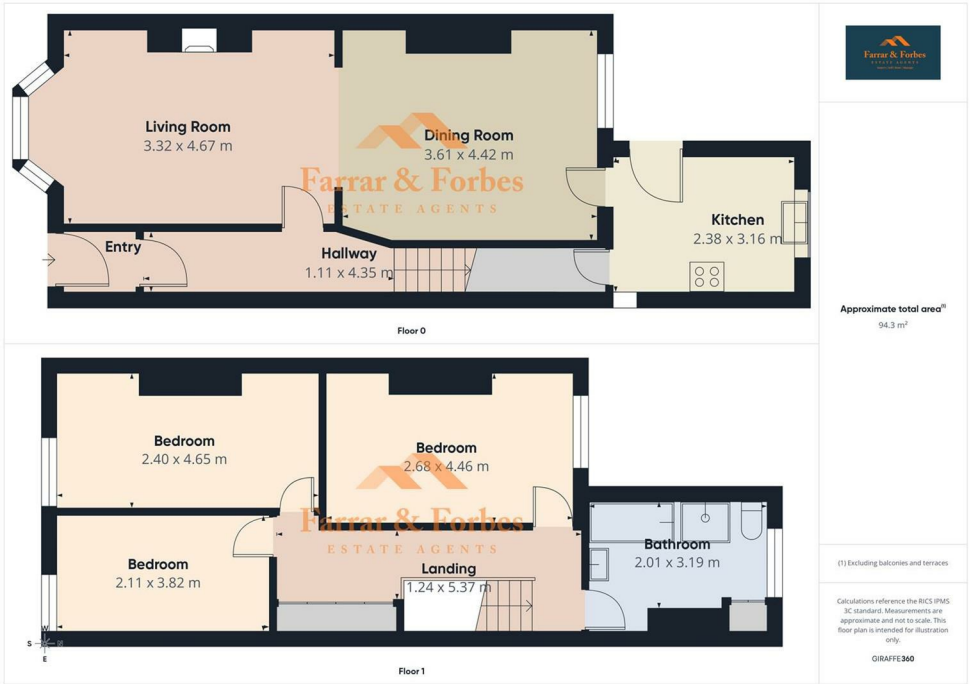 Living Room
3.32 x 4.67 m
Dining Room
3.61 x 4.42 m
Farrar & Forbes
ESTATE AGENTS
Kitchen
2.38 x 3.16 m
Entry
Hallway
1.11 x 4.35 m
Floor 0
Bedroom
2.40 x 4.65 m
Bedroom
2.68 x 4.46 m
Farrar & Forbes
ESTATE AGENTS
Bedroom
2.11 x 3.82 m
Landing
1.24 x 5.37 m
Bathroom
2.01 x 3.19 m
W
S
E
Floor 1
Farrar & Forbes
ESTATE AGENTS
Approximate total area(1)
94.3 m²
(1) Excluding balconies and terraces
Calculations reference the RICS IPMS
3C standard. Measurements are
approximate and not to scale. This
floor plan is intended for illustration
only.
GIRAFFE360